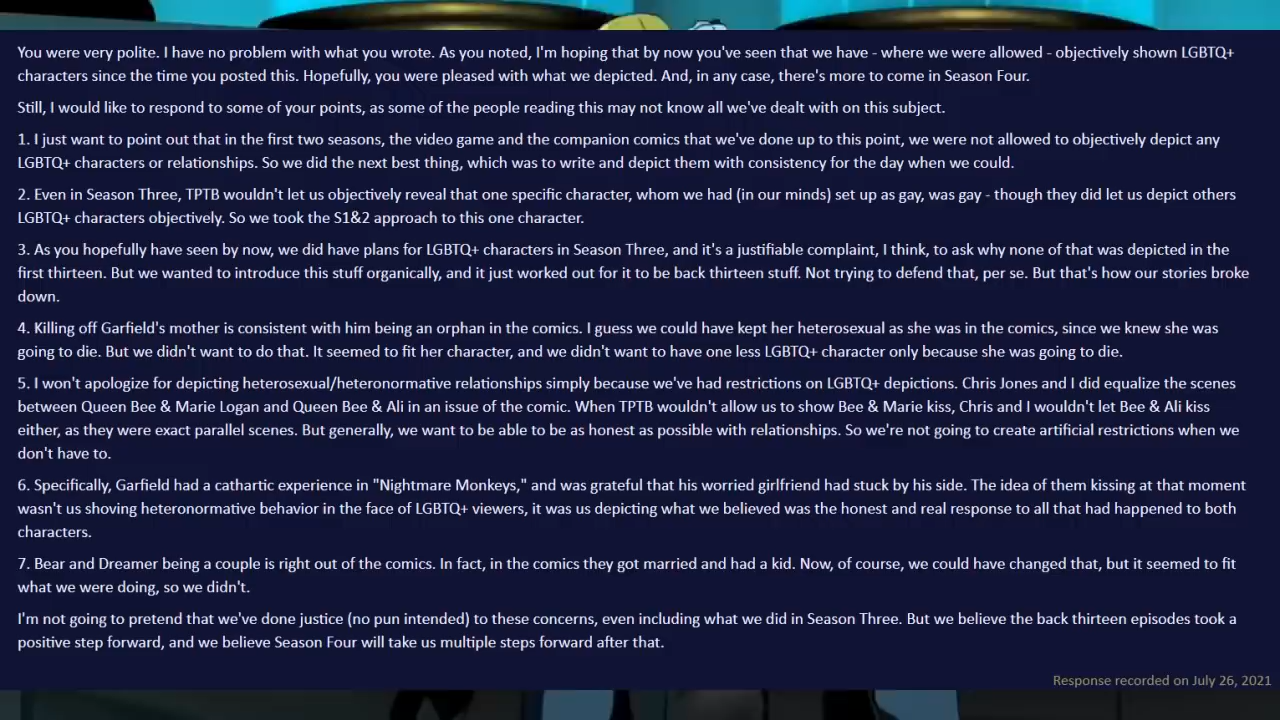 You were very polite. I have no problem with what you wrote. As you noted, I'm hoping that by now you've seen that we have - where we were allowed - objectively shown LGBTQ+
characters since the time you posted this. Hopefully, you were pleased with what we depicted. And, in any case, there's more to come in Season Four.
Still, I would like to respond to some of your points, as some of the people reading this may not know all we've dealt with on this subject.
1. I just want to point out that in the first two seasons, the video game and the companion comics that we've done up to this point, we were not allowed to objectively depict any
LGBTQ+ characters or relationships. So we did the next best thing, which was to write and depict them with consistency for the day when we could.
2. Even in Season Three, TPTB wouldn't let us objectively reveal that one specific character, whom we had (in our minds) set up as gay, was gay - though they did let us depict others
LGBTQ+ characters objectively. So we took the S1&2 approach to this one character.
3. As you hopefully have seen by now, we did have plans for LGBTQ+ characters in Season Three, and it's a justifiable complaint, I think, to ask why none of that was depicted in the
first thirteen. But we wanted to introduce this stuff organically, and it just worked out for it to be back thirteen stuff. Not trying to defend that, per se. But that's how our stories broke
down.
4. Killing off Garfield's mother is consistent with him being an orphan in the comics. I guess we could have kept her heterosexual as she was in the comics, since we knew she was
going to die. But we didn't want to do that. It seemed to fit her character, and we didn't want to have one less LGBTQ+ character only because she was going to die.
5. I won't apologize for depicting heterosexual/heteronormative relationships simply because we've had restrictions on LGBTQ+ depictions. Chris Jones and I did equalize the scenes
between Queen Bee & Marie Logan and Queen Bee & Ali in an issue of the comic. When TPTB wouldn't allow us to show Bee & Marie kiss, Chris and I wouldn't let Bee & Ali kiss
either, as they were exact parallel scenes. But generally, we want to be able to be as honest as possible with relationships. So we're not going to create artificial restrictions when we
don't have to.
6. Specifically, Garfield had a cathartic experience in "Nightmare Monkeys," and was grateful that his worried girlfriend had stuck by his side. The idea of them kissing at that moment
wasn't us shoving heteronormative behavior in the face of LGBTQ+ viewers, it was us depicting what we believed was the honest and real response to all that had happened to both
characters.
7. Bear and Dreamer being a couple is right out of the comics. In fact, in the comics they got married and had a kid. Now, of course, we could have changed that, but it seemed to fit
what we were doing, so we didn't.
I'm not going to pretend that we've done justice (no pun intended) to these concerns, even including what we did in Season Three. But we believe the back thirteen episodes took a
positive step forward, and we believe Season Four will take us multiple steps forward after that.
Response recorded on July 26, 2021